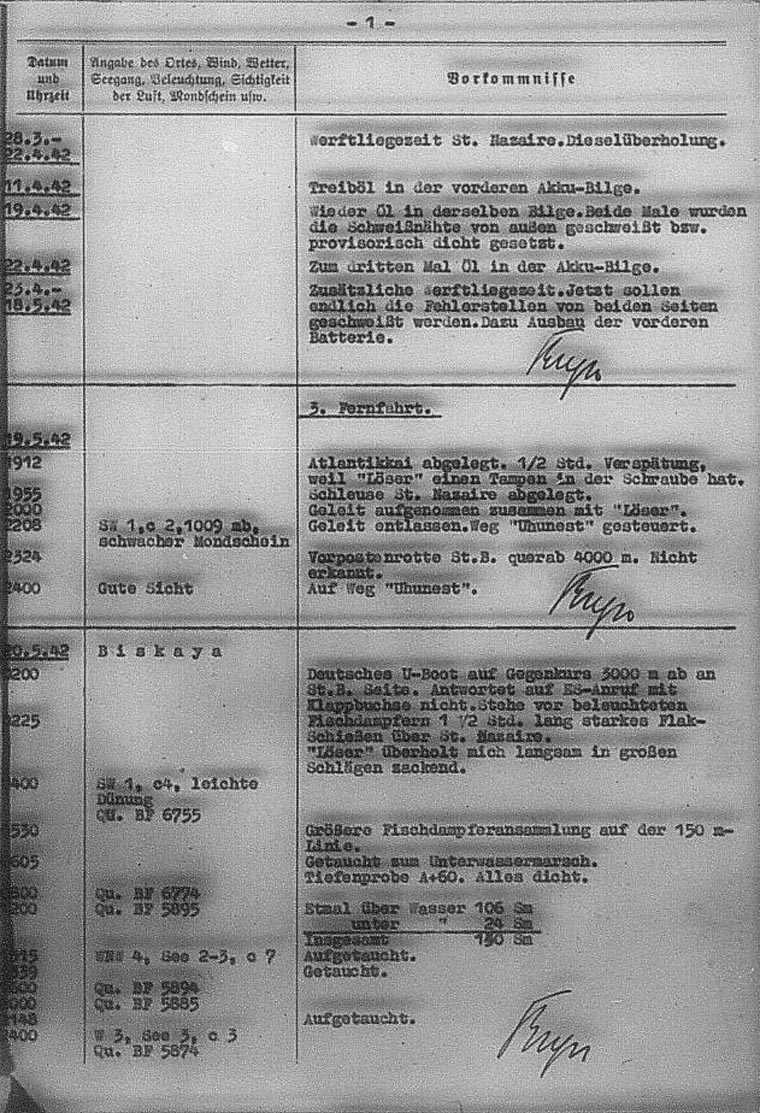 - 1 -
Datum
und
Uhrzeit
Angabe des Ortes, Wind, Wetter,
Seegang, Beleuchtung, Sichtigkeit
der Luft, Mondschein usw.
Vorkommnisse
28.3.-
22.4.42
Werftliegezeit St. Nazaire.Dieselüberholung.
11.4.42
Treiböl in der vorderen Akku-Bilge.
19.4.42
Wieder Öl in derselben Bilge.Beide Male wurden
die Schweißnähte von außen geschweißt bzw.
provisorisch dicht gesetzt.
22.4.42
Zum dritten Mal Öl in der Akku-Bilge.
23.4.-
18.5.42
Zusätzliche Werftliegezeit.Jetzt sollen
endlich die Fehlerstellen von beiden Seiten
geschweißt werden.Dazu Ausbau der vorderen
Batterie.
3. Fernfahrt.
19.5.42
1912
Atlantikkai abgelegt. 1/2 Std. Verspätung,
weil "Löser" einen Tampen in der Schraube hat.
1955
Schleuse St. Nazaire abgelegt.
2000
Geleit aufgenommen zusammen mit "Löser".
2208
SW 1,c 2,1009 mb,
schwacher Mondschein
Geleit entlassen.Weg "Uhunest" gesteuert.
2324
Vorpostenrotte St.B. querab 4000 m. Nicht
erkannt.
2400
Gute Sicht
Auf Weg "Uhunest".
20.5.42
Biskaya
0200
Deutsches U-Boot auf Gegenkurs 3000 m ab an
St.B. Seite. Antwortet auf ES-Anruf mit
Klappbuchse nicht.Stehe vor beleuchteten
0225
Fischdampfern 1 1/2 Std. lang starkes Flak-
Schießen über St. Nazaire.
"Löser" überholt mich langsam in großen
Schlägen zackend.
0400
SW 1, c4, leichte
Dünung
QU. BF 6755
0530
Größere Fischdampferansammlung auf der 150 m-
Linie.
0605
Getaucht zum Unterwassermarsch.
Tiefenprobe A+60. Alles dicht.
0800
Qu. BF 6774
1200
Qu. BF 5895
Etmal über Wasser 106 Sm
unter " 24 Sm
Insgesamt 130 Sm
WNW 4, See 2-3, c 7
Aufgetaucht.
Getaucht.
1600
Qu. BF 5894
2000
Qu. BF 5885
Aufgetaucht.
2400
W 3, See 3, c 3
Qu. BF 5874